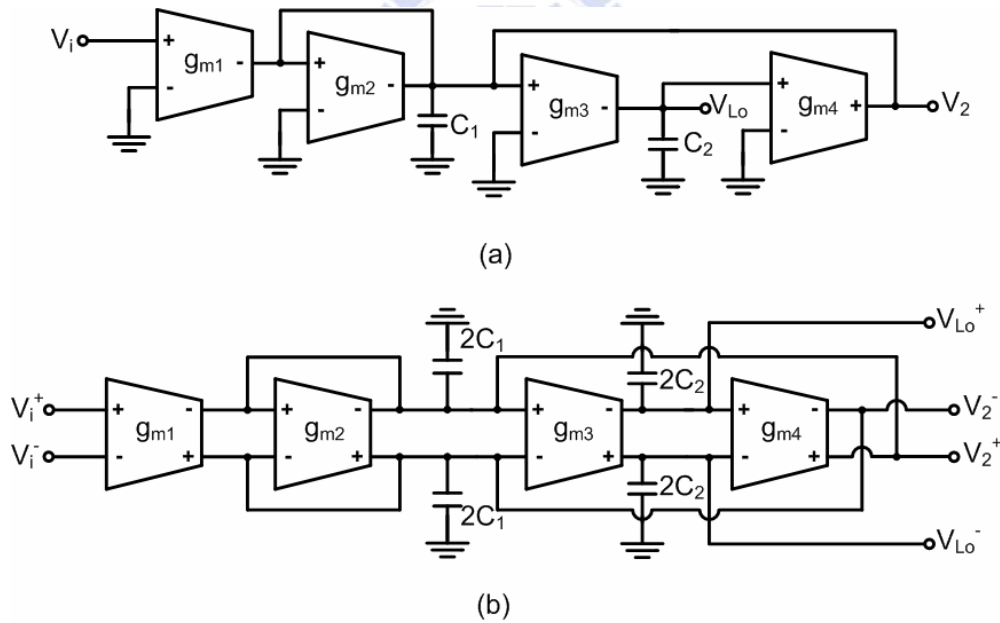 Vi
+
-
gm1
-
+
-
gm2
-
C1
+
-
gm3
-
VLo
C2
+
-
gm4
+
V2
(a)
2C1
2C2
VLo+
Vi+
Vi-
+
-
gm1
-
+
+
-
gm2
-
+
+
-
gm3
-
+
+
-
gm4
-
+
V2-
V2+
2C1
2C2
VLo-
(b)